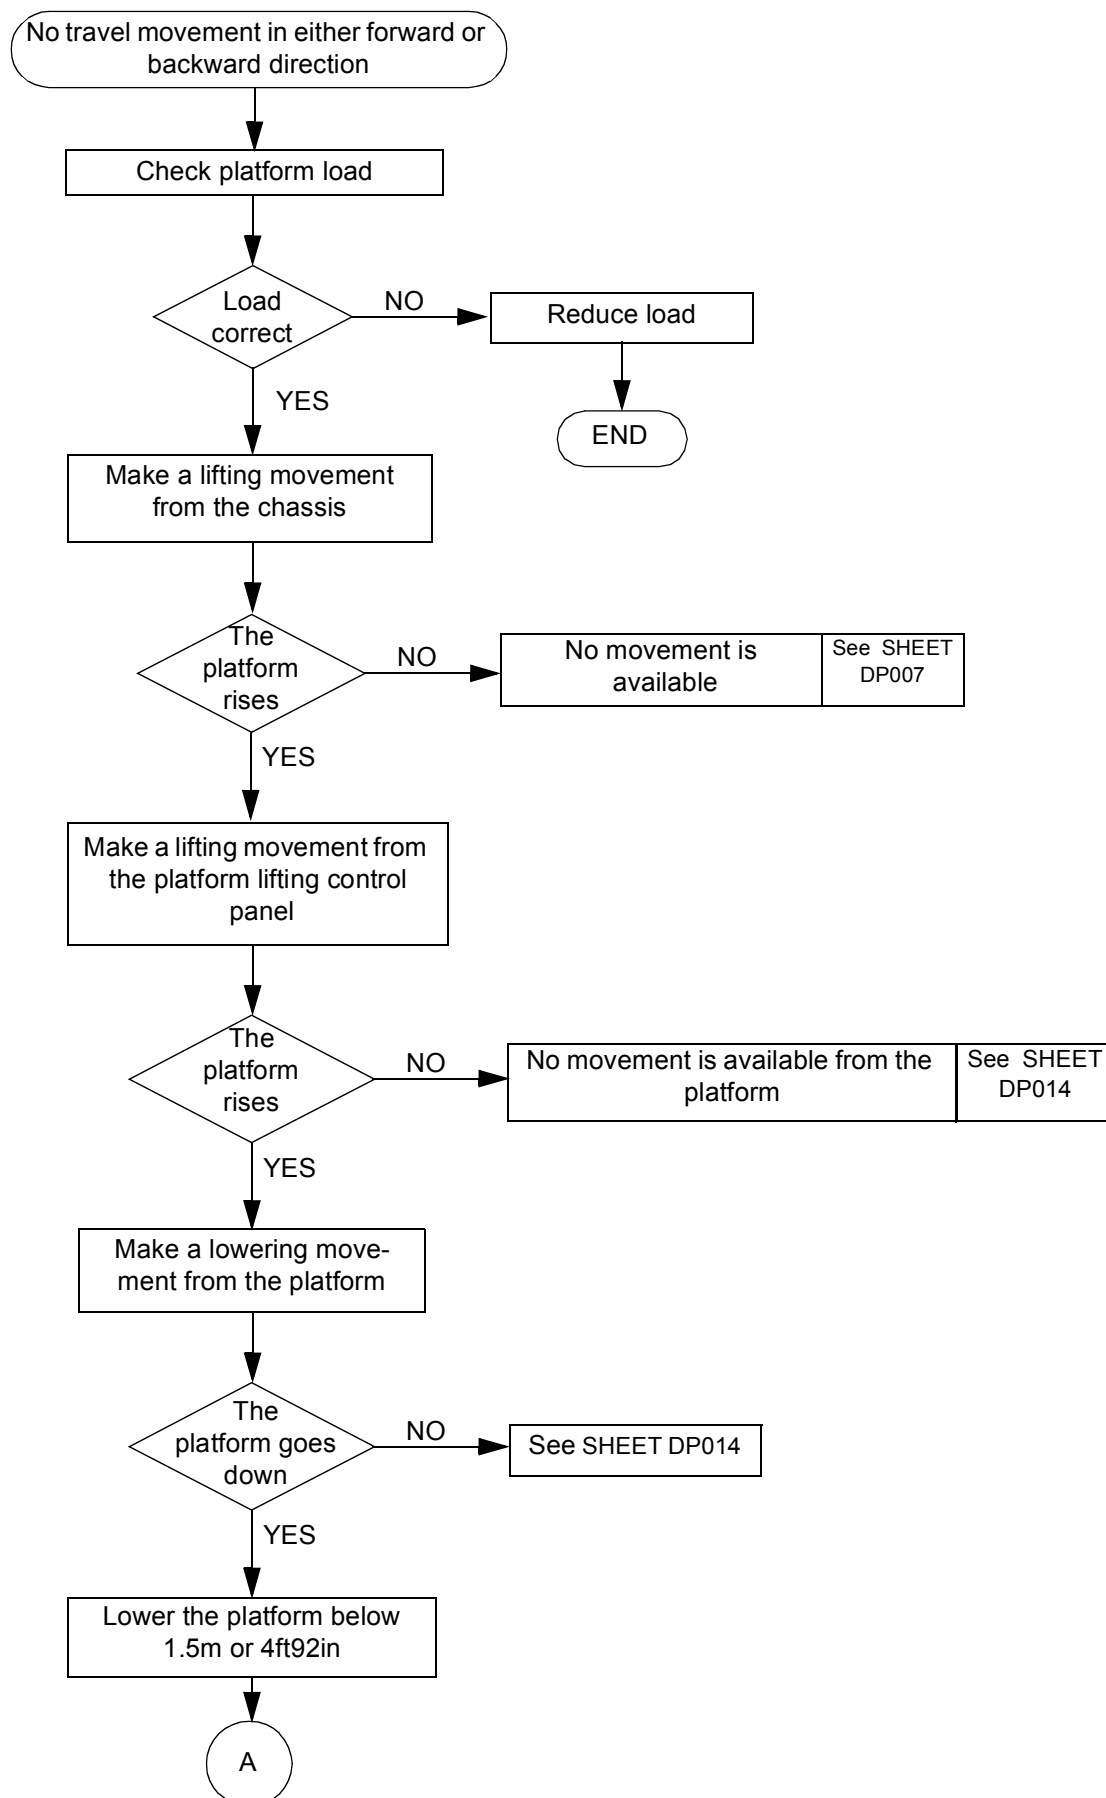 No travel movement in either forward or
backward direction
Check platform load
Load
correct
NO
Reduce load
YES
END
Make a lifting movement
from the chassis
The
platform
rises
NO
No movement is
available
See SHEET
DP007
YES
Make a lifting movement from
the platform lifting control
panel
The
platform
rises
NO
No movement is available from the
platform
See SHEET
DP014
YES
Make a lowering move-
ment from the platform
The
platform goes
down
NO
See SHEET DP014
YES
Lower the platform below
1.5m or 4ft92in
A